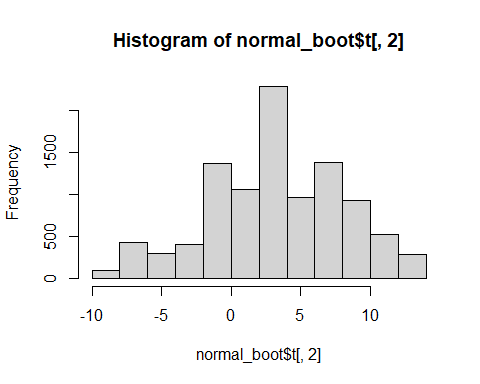 Histogram of normal_boot$t[, 2]
Frequency
1500
500
0
-10 -5 0 5 10
normal_boot$t[, 2]